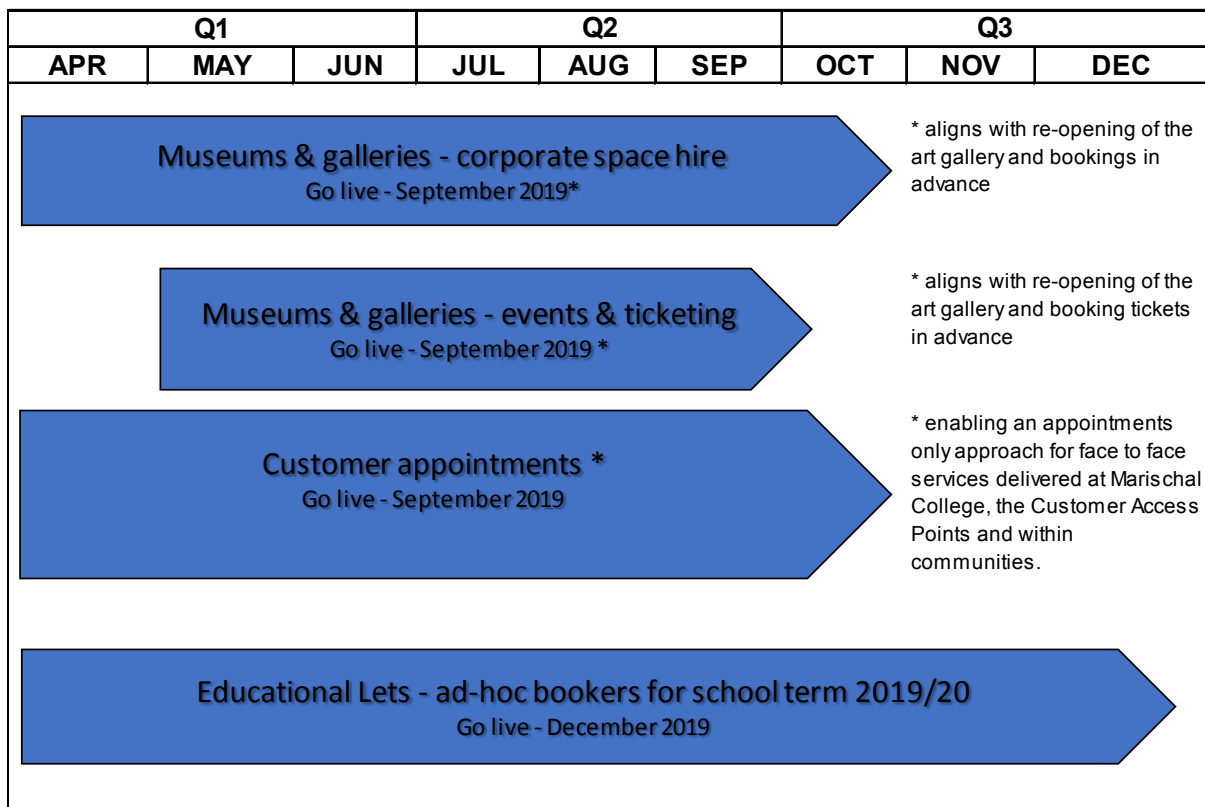 Q1 Q2 Q3
APR MAY JUN JUL AUG SEP OCT NOV DEC
Museums & galleries - corporate space hire
Go live - September 2019*
* aligns with re-opening of the
art gallery and bookings in
advance
Museums & galleries - events & ticketing
Go live - September 2019 *
* aligns with re-opening of the
art gallery and booking tickets
in advance
Customer appointments *
Go live - September 2019
* enabling an appointments
only approach for face to face
services delivered at Marischal
College, the Customer Access
Points and within
communities.
Educational Lets - ad-hoc bookers for school term 2019/20
Go live - December 2019